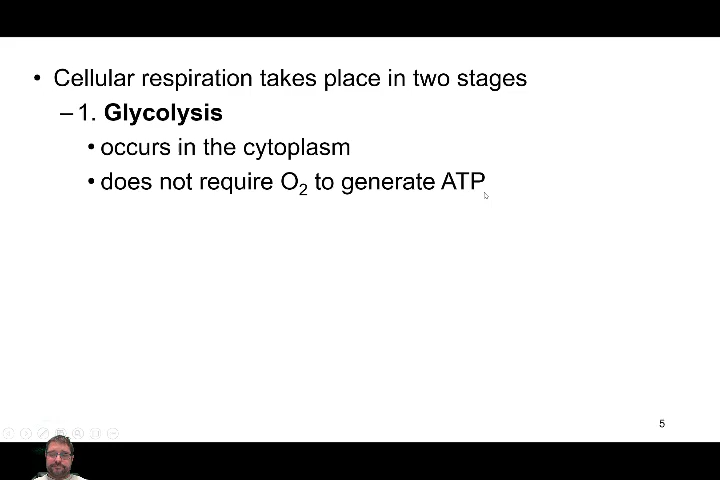 • Cellular respiration takes place in two stages
– 1. Glycolysis
• occurs in the cytoplasm
• does not require O₂ to generate ATP
5